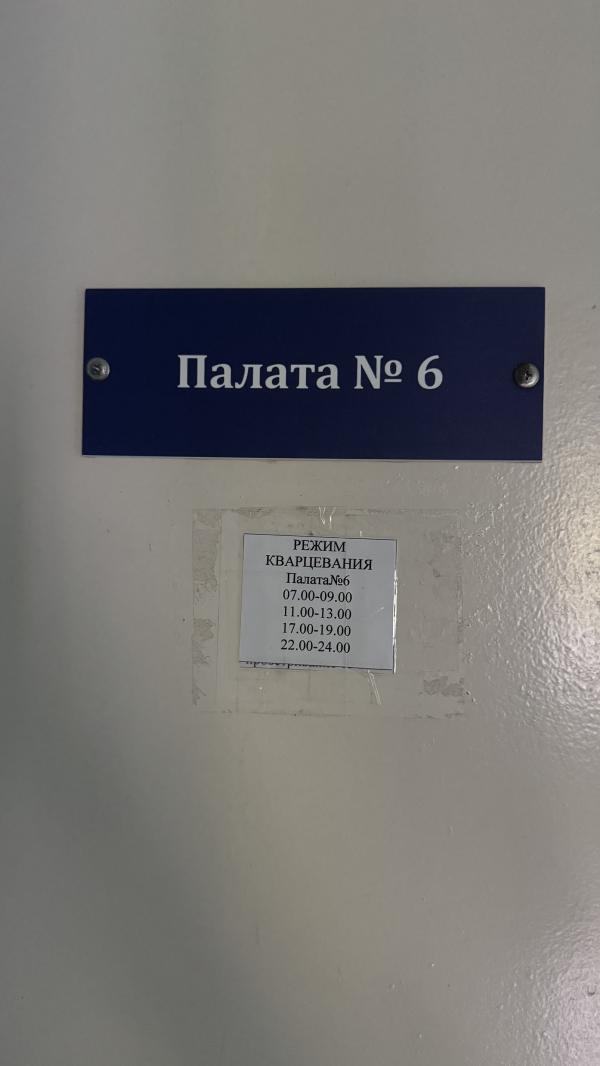 Палата № 6
РЕЖИМ
КВАРЦЕВАНИЯ
Палата№6
07.00-09.00
11.00-13.00
17.00-19.00
22.00-24.00